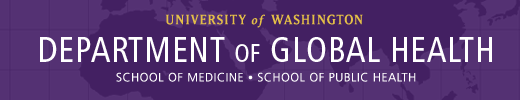 UNIVERSITY of WASHINGTON
DEPARTMENT OF GLOBAL HEALTH
SCHOOL OF MEDICINE • SCHOOL OF PUBLIC HEALTH